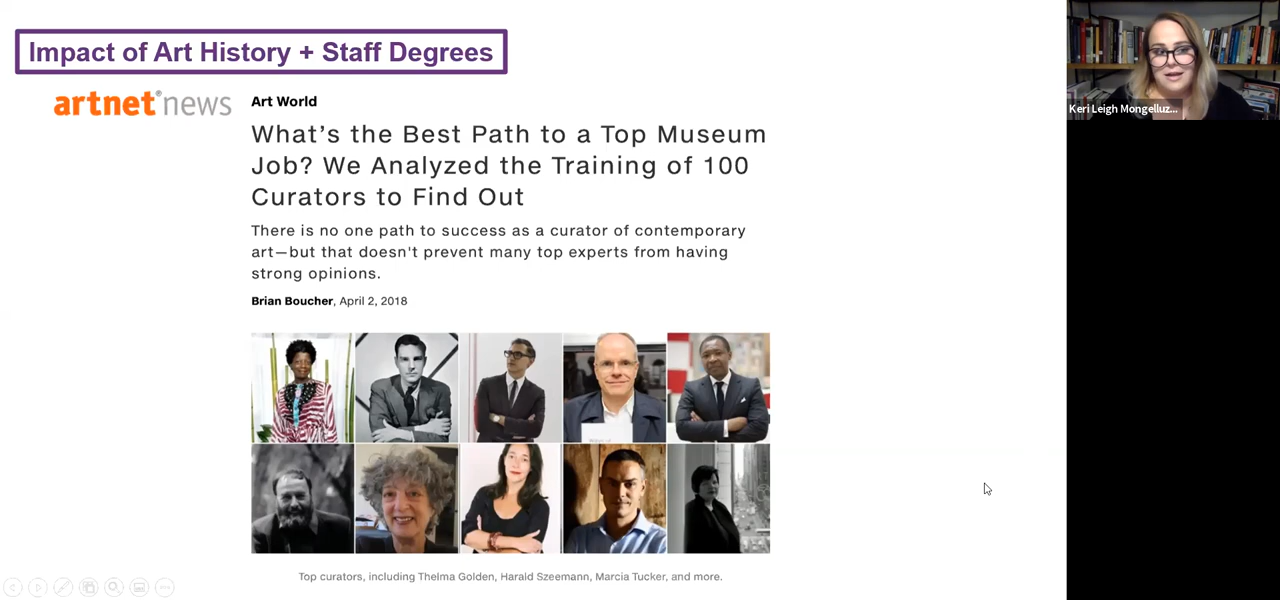 Impact of Art History + Staff Degrees
artnet®news
Art World
What's the Best Path to a Top Museum
Job? We Analyzed the Training of 100
Curators to Find Out
There is no one path to success as a curator of contemporary
art—but that doesn't prevent many top experts from having
strong opinions.
Brian Boucher, April 2, 2018
Top curators, including Thelma Golden, Harald Szeemann, Marcia Tucker, and more.
Keri Leigh Mongelluz...